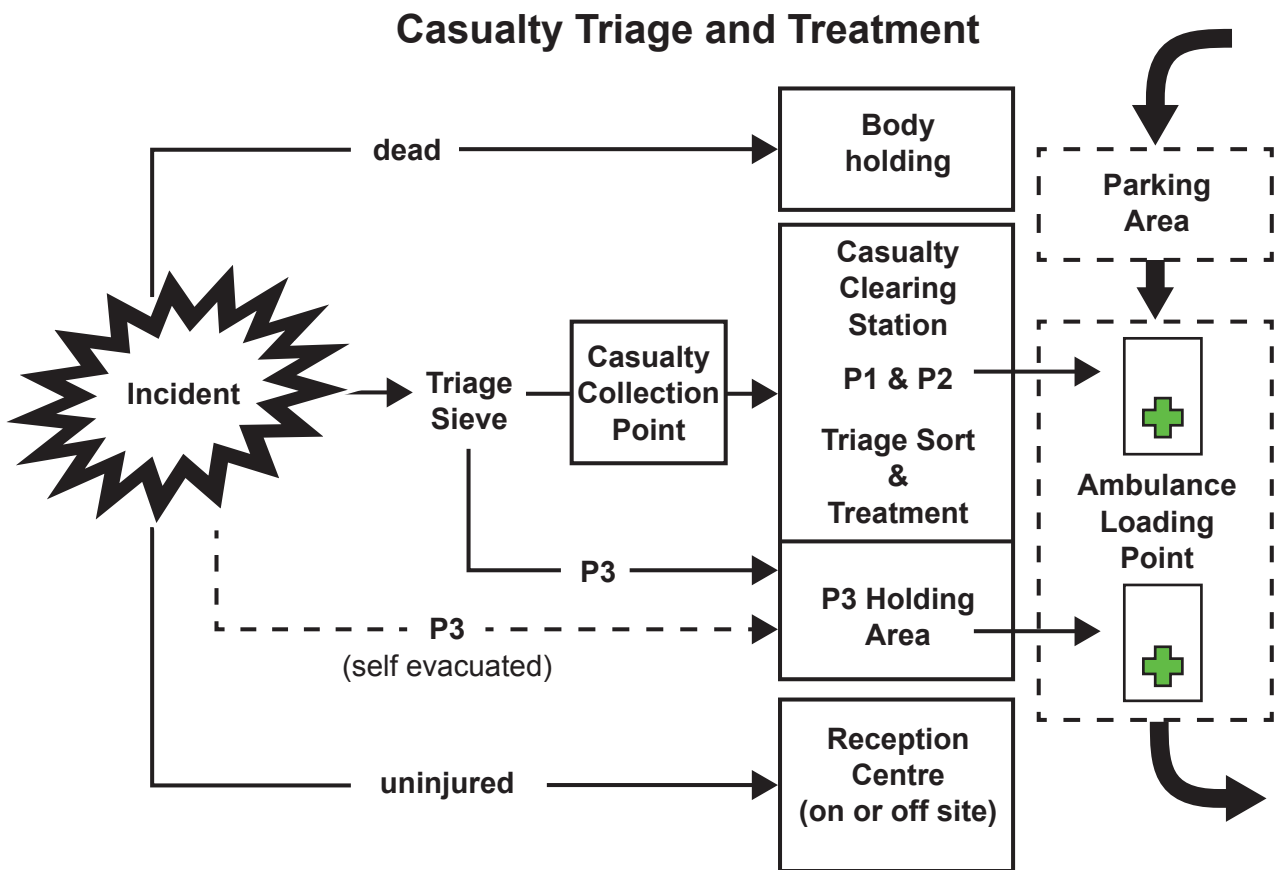 Casualty Triage and Treatment
dead
Body
holding
Parking
Area
Incident
Triage
Sieve
Casualty
Collection
Point
Casualty
Clearing
Station
P1 & P2
Triage Sort
&
Treatment
Ambulance
Loading
Point
P3
P3 Holding
Area
P3
(self evacuated)
uninjured
Reception
Centre
(on or off site)